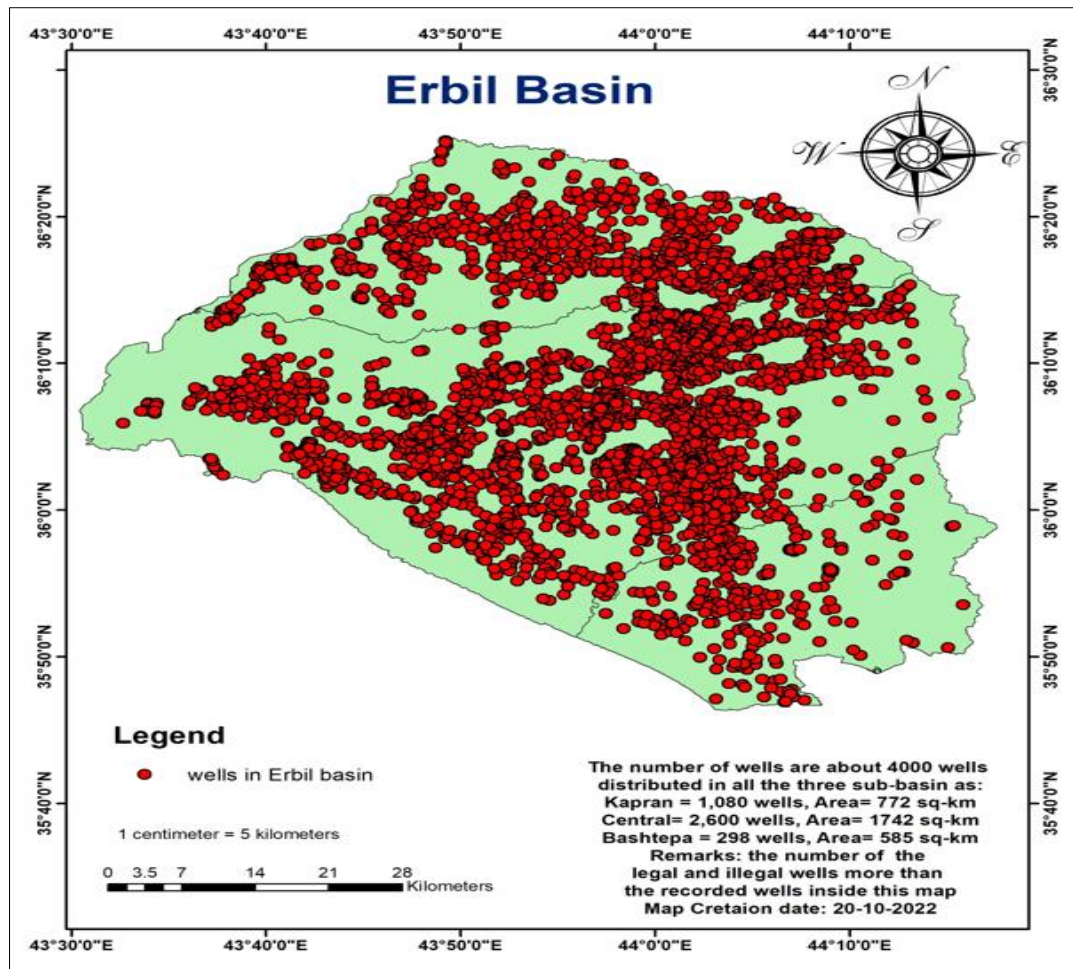 43°30'0"E 43°40'0"E 43°50'0"E 44°0'0"E 44°10'0"E
Erbil Basin
N
W E
S
36°30'0"N 36°30'0"N
36°20'0"N 36°20'0"N
36°10'0"N 36°10'0"N
36°0'0"N 36°0'0"N
35°50'0"N 35°50'0"N
35°40'0"N 35°40'0"N
Legend
wells in Erbil basin
1 centimeter = 5 kilometers
0 3.5 7 14 21 28
Kilometers
The number of wells are about 4000 wells
distributed in all the three sub-basin as:
Kapran = 1,080 wells, Area= 772 sq-km
Central= 2,600 wells, Area= 1742 sq-km
Bashtepa = 298 wells, Area= 585 sq-km
Remarks: the number of the
legal and illegal wells more than
the recorded wells inside this map
Map Cretaion date: 20-10-2022
43°30'0"E 43°40'0"E 43°50'0"E 44°0'0"E 44°10'0"E